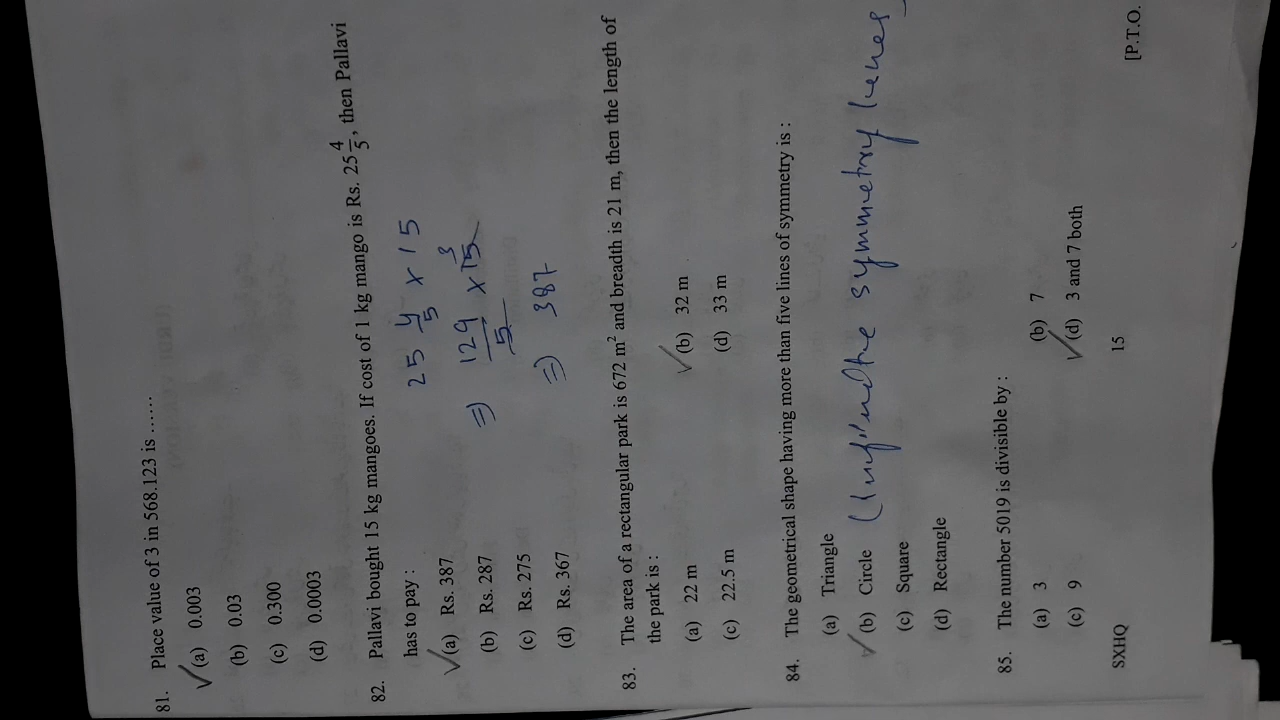 81. Place value of 3 in 568.123 is ......
(a) 0.003
(b) 0.03
(c) 0.300
(d) 0.0003
82. Pallavi bought 15 kg mangoes. If cost of 1 kg mango is Rs. 25 4/5, then Pallavi
has to pay :
25 4/5 × 15
(a) Rs. 387
⇒ 129/5 × 15 3
(b) Rs. 287
(c) Rs. 275
⇒ 387
(d) Rs. 367
83. The area of a rectangular park is 672 m² and breadth is 21 m, then the length of
the park is :
(a) 22 m (b) 32 m
(c) 22.5 m (d) 33 m
84. The geometrical shape having more than five lines of symmetry is :
(a) Triangle
(b) Circle symmetry lines
(c) Square
(d) Rectangle
85. The number 5019 is divisible by :
(a) 3 (b) 7
(c) 9 (d) 3 and 7 both
SXHQ 15 [P.T.O.